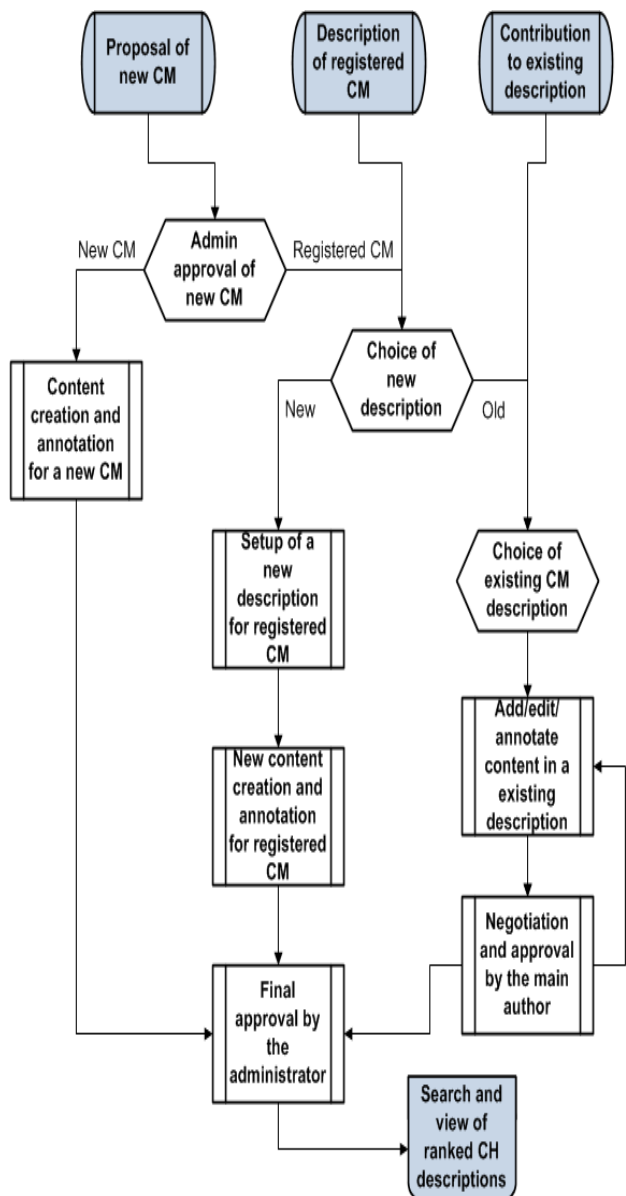 Proposal of
new CM
Description
of registered
CM
Contribution
to existing
description
New CM
Admin
approval of
new CM
Registered CM
Content
creation and
annotation
for a new CM
Choice of
new
description
New
Old
Setup of a
new
description
for registered
CM
Choice of
existing CM
description
New content
creation and
annotation
for registered
CM
Add/edit/
annotate
content in a
existing
description
Negotiation
and approval
by the main
author
Final
approval by
the
administrator
Search and
view of
ranked CH
descriptions